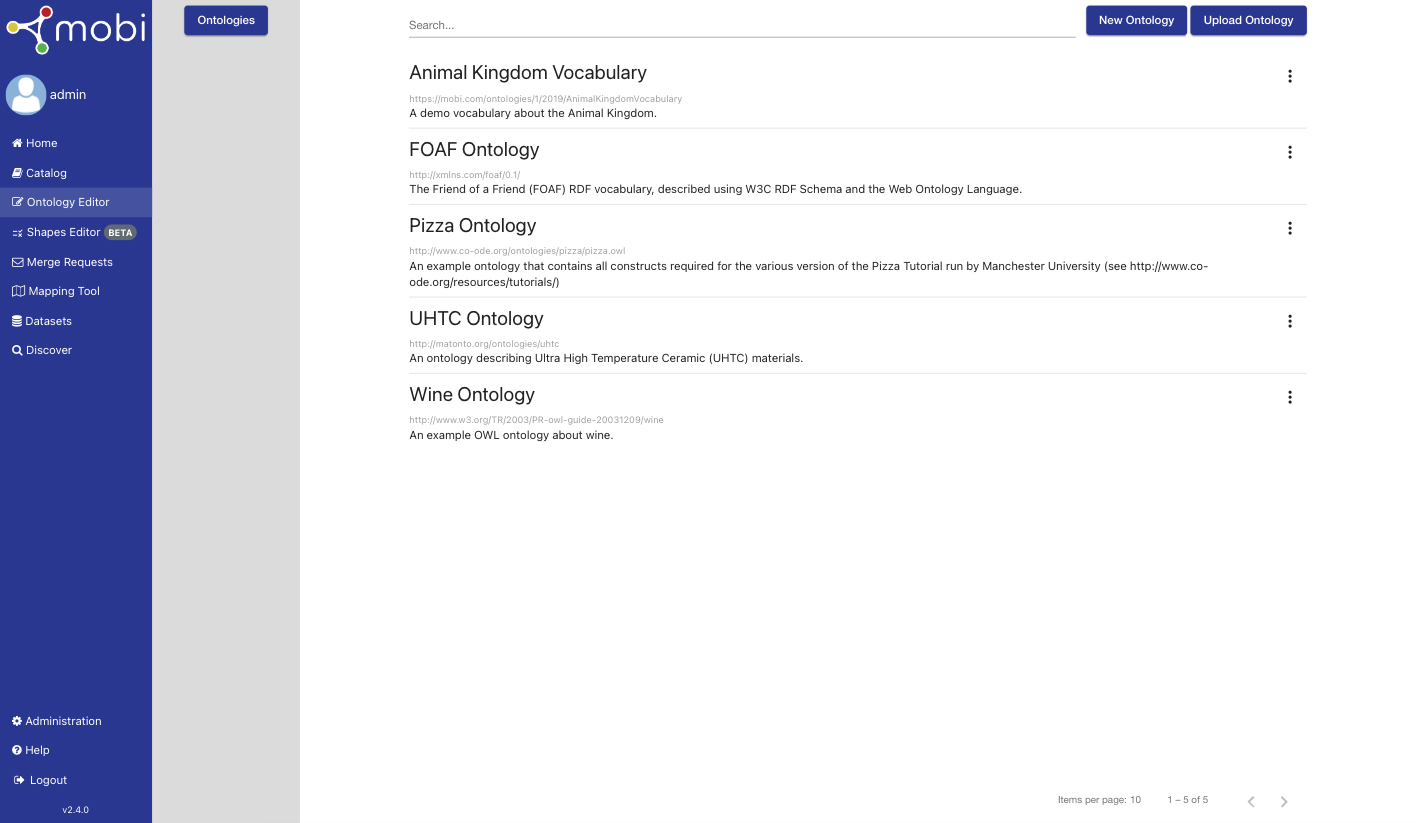 mobi
admin
Home
Catalog
Ontology Editor
Shapes Editor BETA
Merge Requests
Mapping Tool
Datasets
Discover
Administration
Help
Logout
v2.4.0
Ontologies
Search...
New Ontology
Upload Ontology
Animal Kingdom Vocabulary
https://mobi.com/ontologies/1/2019/AnimalKingdomVocabulary
A demo vocabulary about the Animal Kingdom.
FOAF Ontology
http://xmlns.com/foaf/0.1/
The Friend of a Friend (FOAF) RDF vocabulary, described using W3C RDF Schema and the Web Ontology Language.
Pizza Ontology
http://www.co-ode.org/ontologies/pizza/pizza.owl
An example ontology that contains all constructs required for the various version of the Pizza Tutorial run by Manchester University (see http://www.co-
ode.org/resources/tutorials/)
UHTC Ontology
http://matonto.org/ontologies/uhtc
An ontology describing Ultra High Temperature Ceramic (UHTC) materials.
Wine Ontology
http://www.w3.org/TR/2003/PR-owl-guide-20031209/wine
An example OWL ontology about wine.
Items per page: 10
1 – 5 of 5